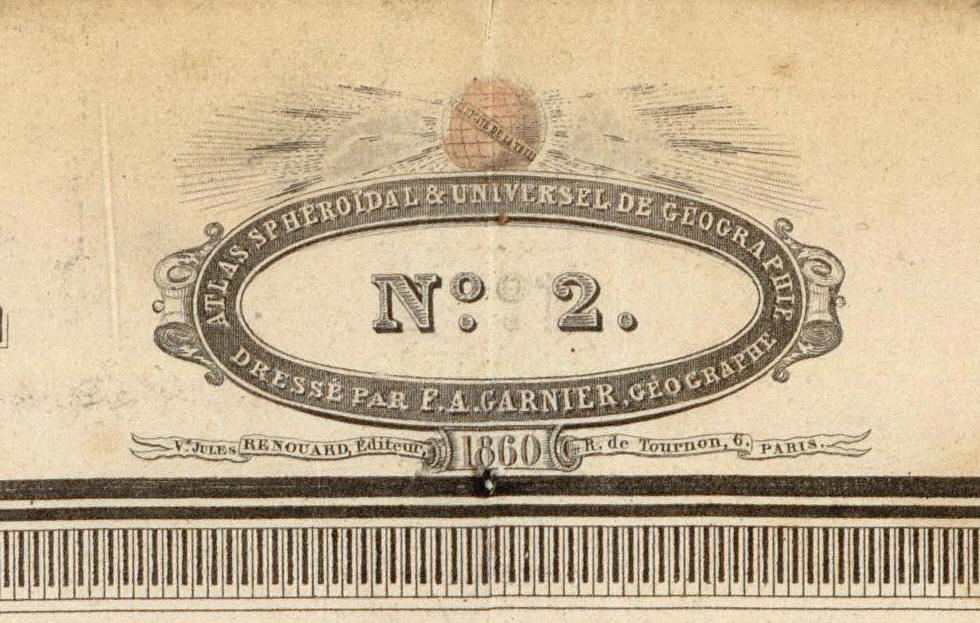 ATLAS SPHÉROÏDAL & UNIVERSEL DE GÉOGRAPHIE
No. 2.
DRESSÉ PAR F. A. GARNIER, GÉOGRAPHE
Ve JULES RENOUARD, Éditeur, 1860 R. de Tournon, 6. PARIS.